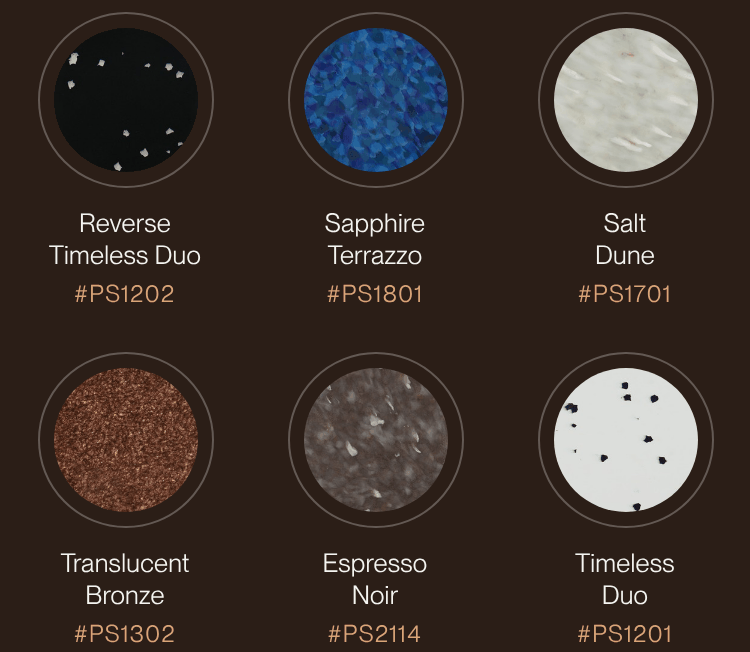 Reverse
Timeless Duo
#PS1202
Sapphire
Terrazzo
#PS1801
Salt
Dune
#PS1701
Translucent
Bronze
#PS1302
Espresso
Noir
#PS2114
Timeless
Duo
#PS1201